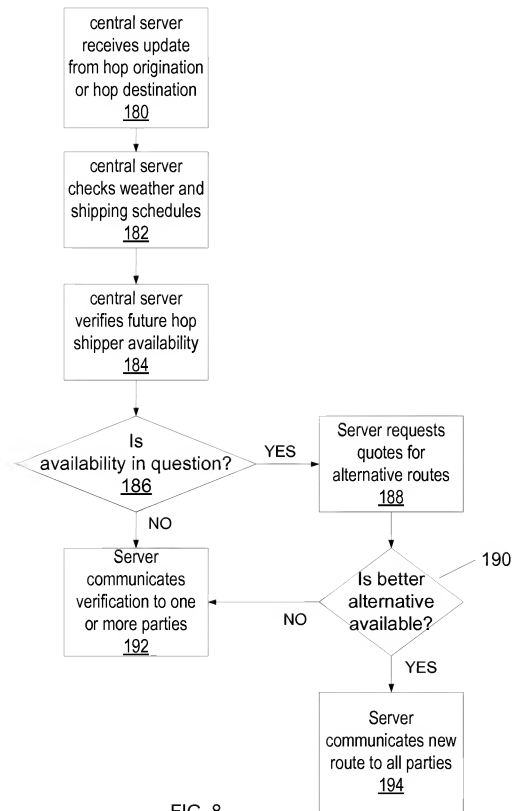 central server
receives update
from hop origination
or hop destination
180
central server
checks weather and
shipping schedules
182
central server
verifies future hop
shipper availability
184
Is
availability in question?
186
YES
NO
Server requests
quotes for
alternative routes
188
190
Is better
alternative
available?
NO
YES
Server
communicates
verification to one
or more parties
192
Server
communicates new
route to all parties
194
FIG. 8